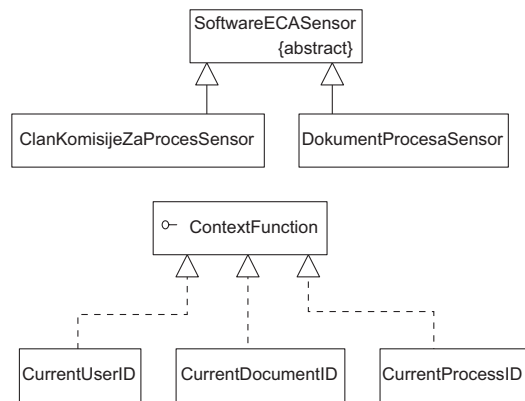 SoftwareECASensor
{abstract}
ClanKomisijeZaProcesSensor
DokumentProcesaSensor
ContextFunction
CurrentUserID
CurrentDocumentID
CurrentProcessID